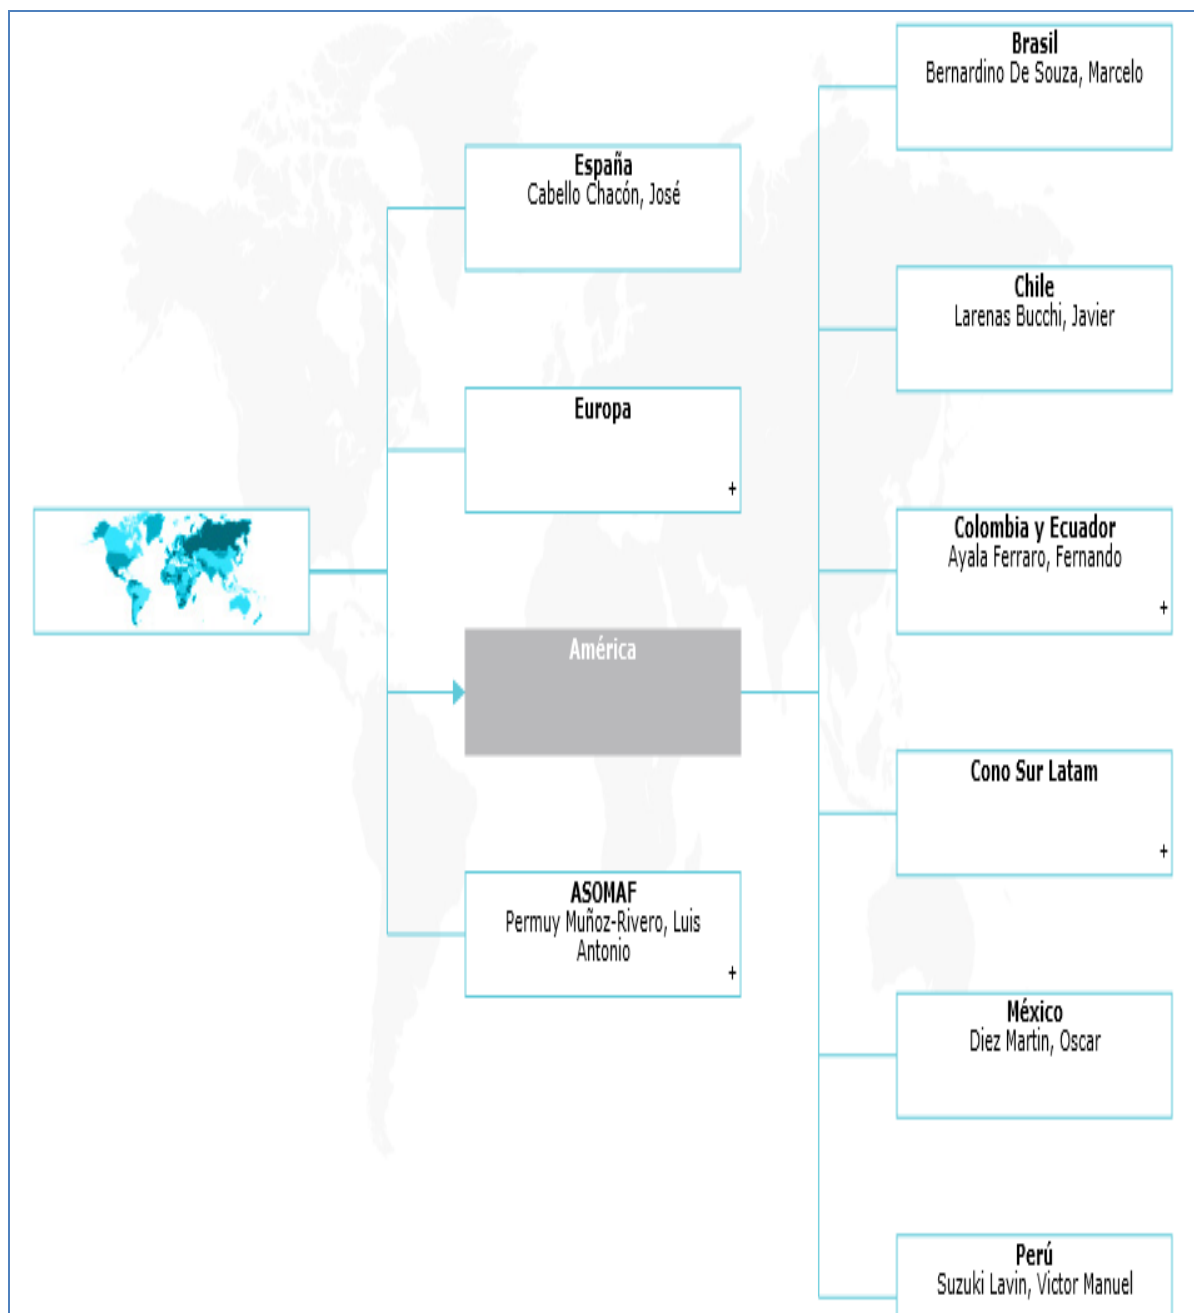 España
Cabello Chacón, José
Europa
+
América
ASOMAF
Permuy Muñoz-Rivero, Luis
Antonio
+
Brasil
Bernardino De Souza, Marcelo
Chile
Larenas Bucchi, Javier
Colombia y Ecuador
Ayala Ferraro, Fernando
+
Cono Sur Latam
+
México
Diez Martin, Oscar
Perú
Suzuki Lavin, Victor Manuel